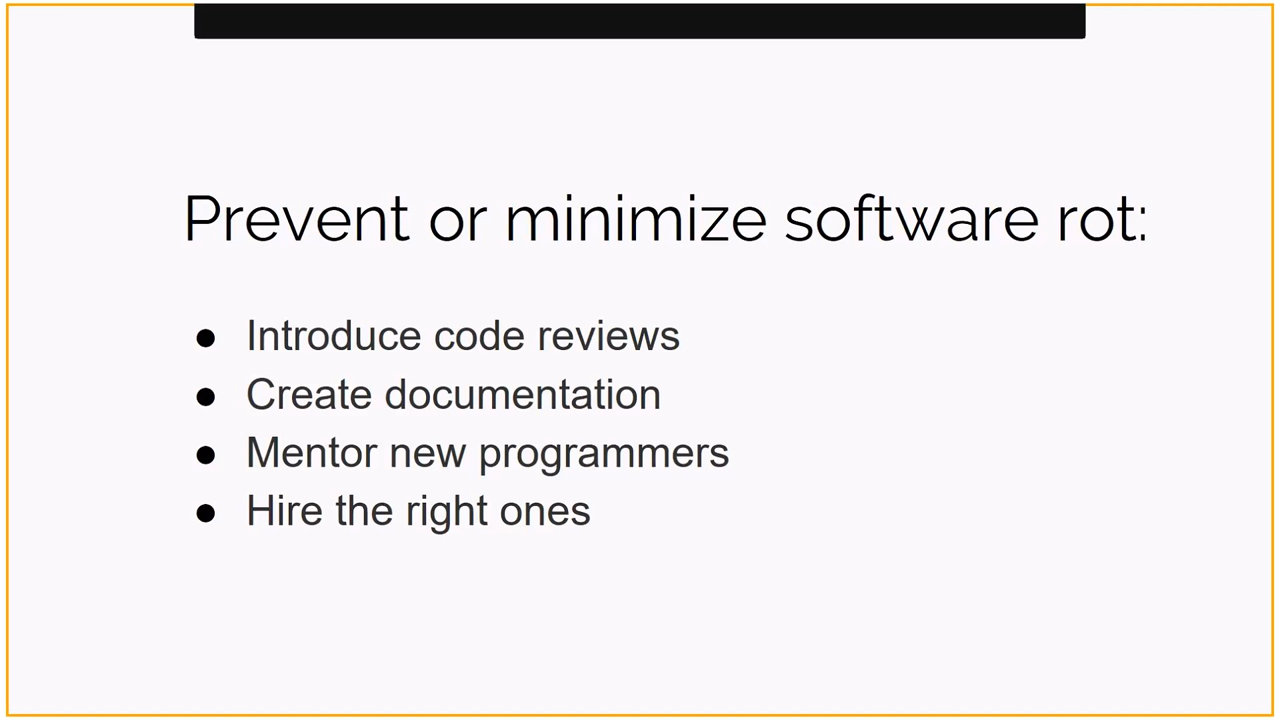 Prevent or minimize software rot:
● Introduce code reviews
● Create documentation
● Mentor new programmers
● Hire the right ones